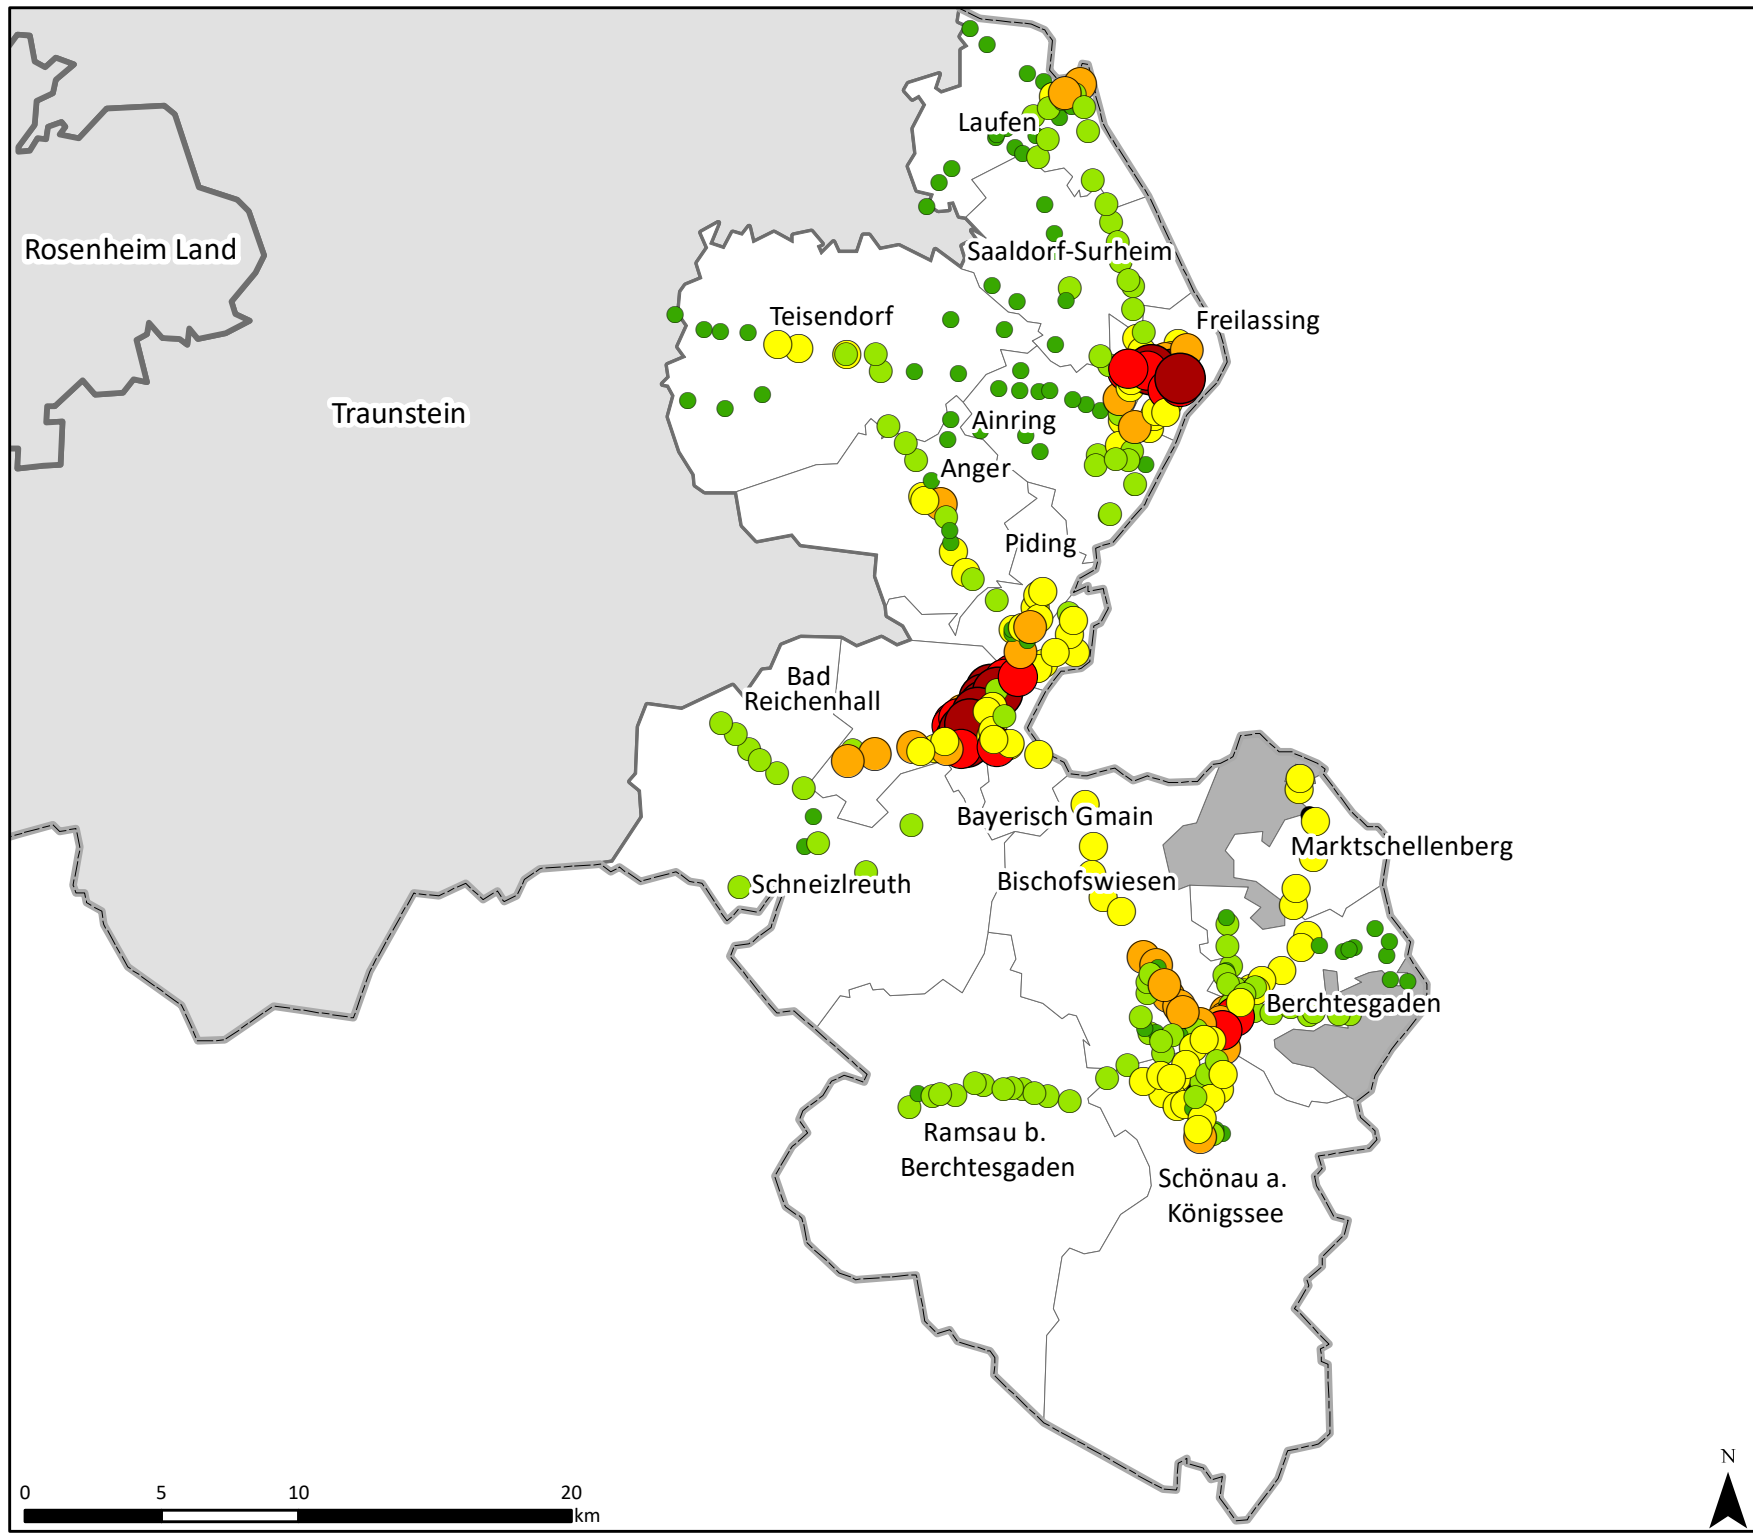 Laufen
Rosenheim Land
Saaldorf-Surheim
Teisendorf
Freilassing
Traunstein
Ainring
Anger
Piding
Bad
Reichenhall
Bayerisch Gmain
Marktschellenberg
Schneizlreuth
Bischofswiesen
Berchtesgaden
Ramsau b.
Berchtesgaden
Schönau a.
Königssee
N
0 5 10 20
km